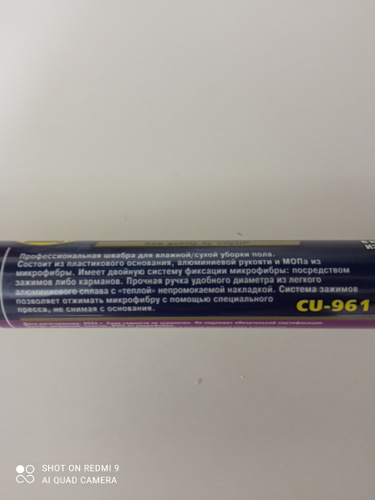 Профессиональная швабра для влажной/сухой уборки пола.
Состоит из пластикового основания, алюминиевой рукояти и МОПа из
микрофибры. Имеет двойную систему фиксации микрофибры: посредством
зажимов либо карманов. Прочная ручка удобного диаметра из легкого
алюминиевого сплава с «теплой» непромокаемой накладкой. Система зажимов
позволяет отжимать микрофибру с помощью специального
пресса, не снимая с основания.
CU-961
SHOT ON REDMI 9
AI QUAD CAMERA